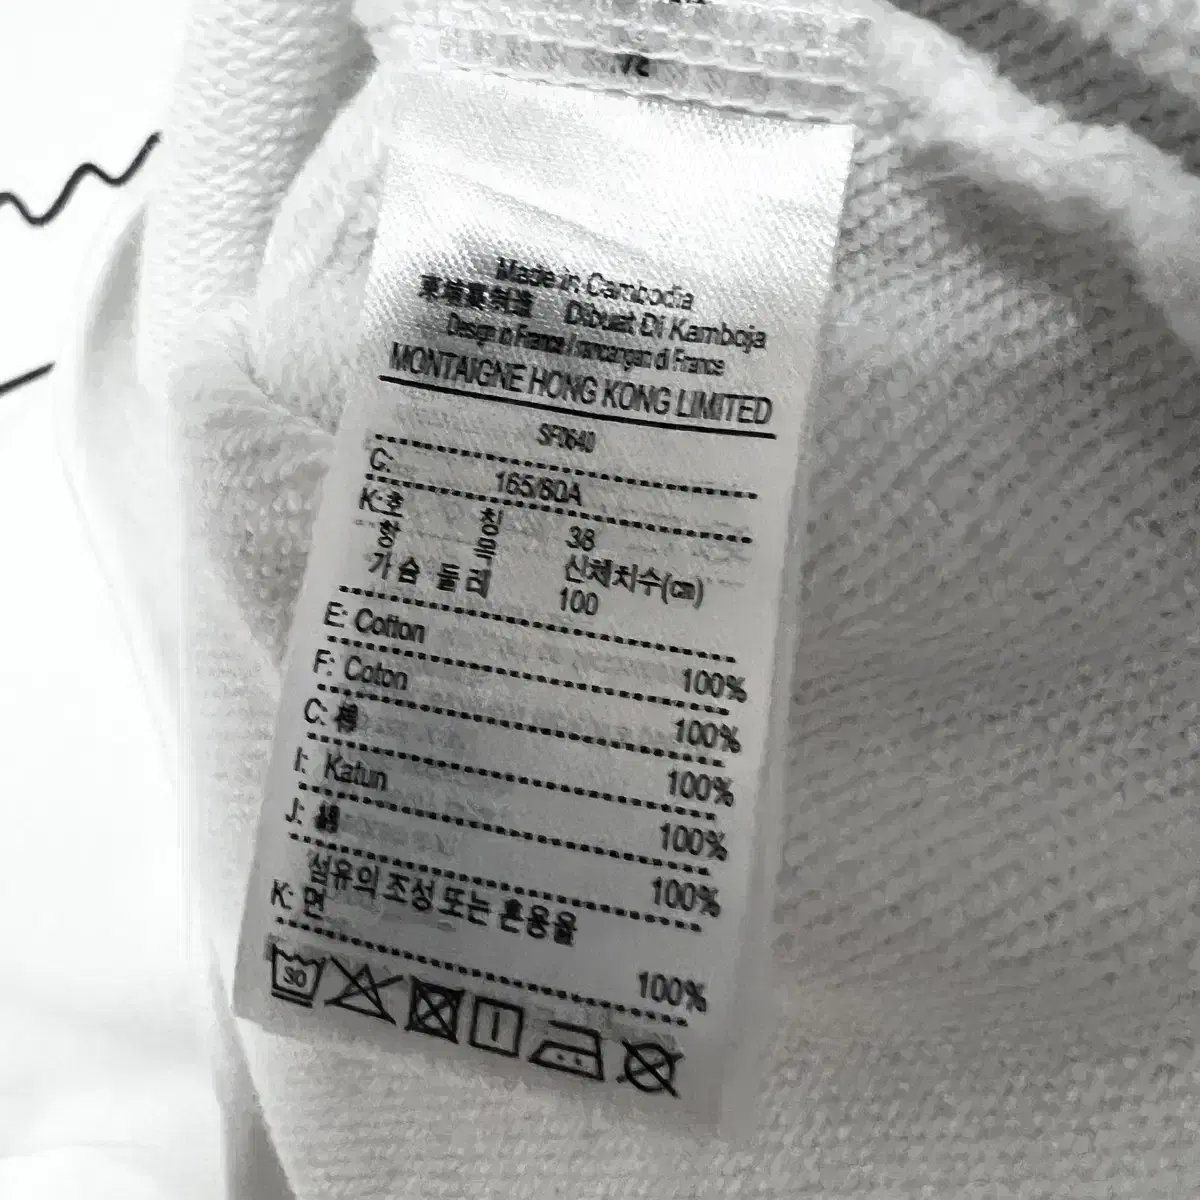 Made in Cambodia
柬埔寨制造 Dibuat Di Kamboja
Design in France / rancangan di France
MONTAIGNE HONG KONG LIMITED
SF0640
C: 165/80A
K: 호 칭 38
항 목 신체치수(㎝)
가슴 둘레 100
E: Cotton 100%
F: Coton 100%
C: 棉 100%
I: Katun 100%
J: 綿 100%
섬유의 조성 또는 혼용율
K: 면 100%
30